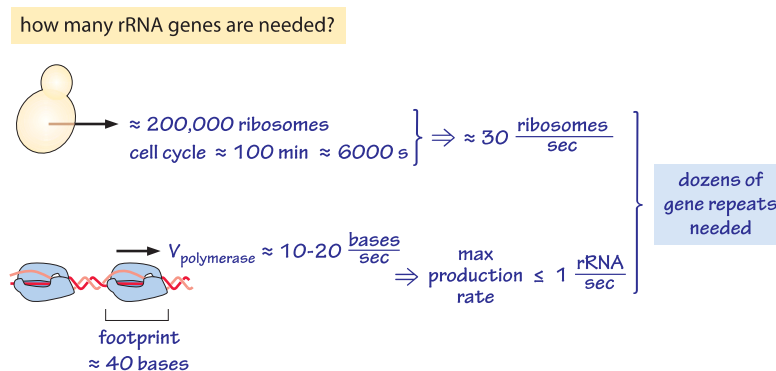 how many rRNA genes are needed?
≈ 200,000 ribosomes
cell cycle ≈ 100 min ≈ 6000 s
⇒ ≈ 30 ribosomes/sec
V_polymerase ≈ 10-20 bases/sec
⇒ max production rate ≤ 1 rRNA/sec
footprint
≈ 40 bases
dozens of
gene repeats
needed